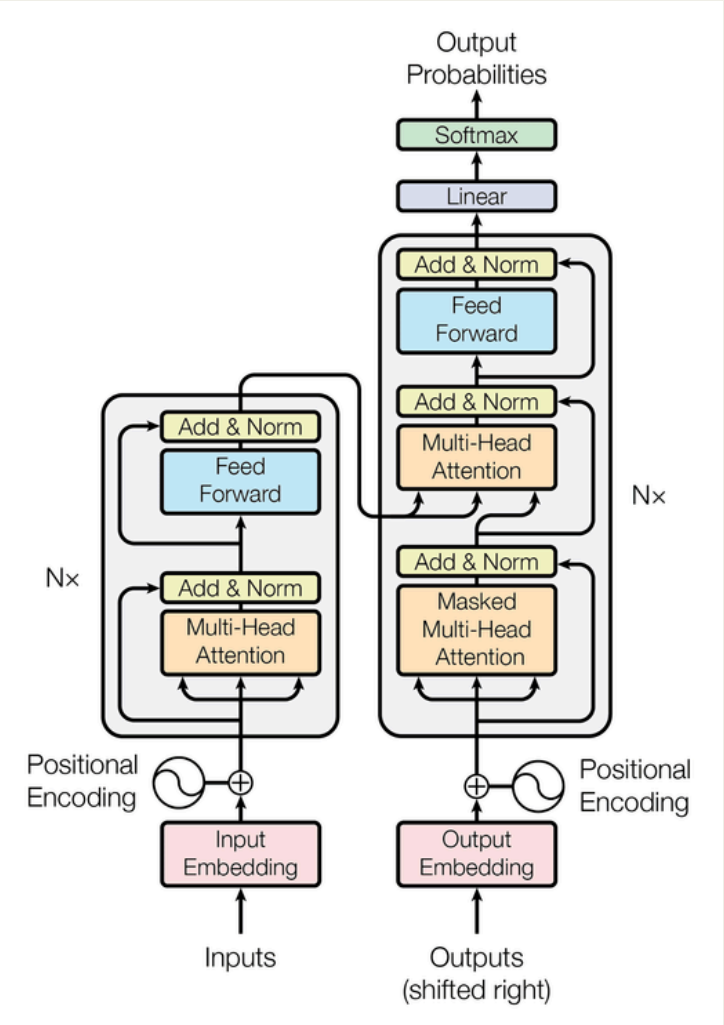 Output
Probabilities
Softmax
Linear
Add & Norm
Feed
Forward
Add & Norm
Multi-Head
Attention
Add & Norm
Masked
Multi-Head
Attention
Nx
Add & Norm
Feed
Forward
Add & Norm
Multi-Head
Attention
Nx
Positional
Encoding
Positional
Encoding
Input
Embedding
Output
Embedding
Inputs
Outputs
(shifted right)